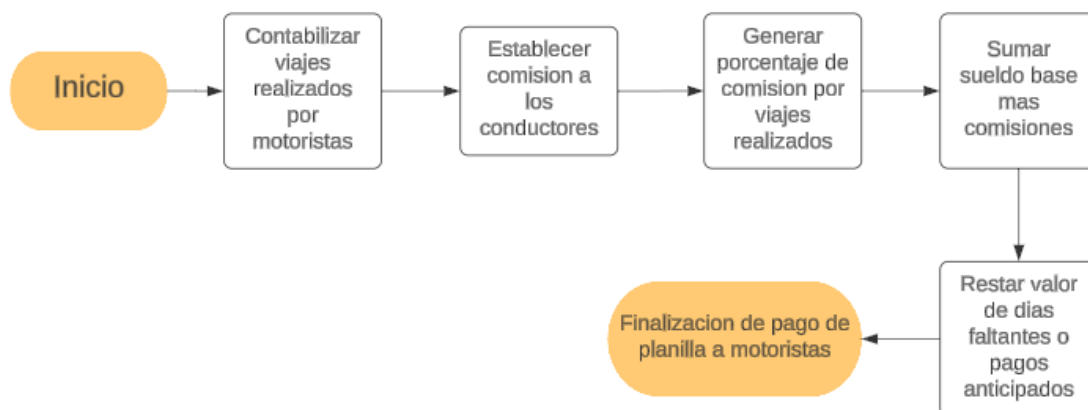 Inicio
Contabilizar
viajes
realizados
por
motoristas
Establecer
comision a
los
conductores
Generar
porcentaje de
comision por
viajes
realizados
Sumar
sueldo base
mas
comisiones
Restar valor
de dias
faltantes o
pagos
anticipados
Finalizacion de pago de
planilla a motoristas